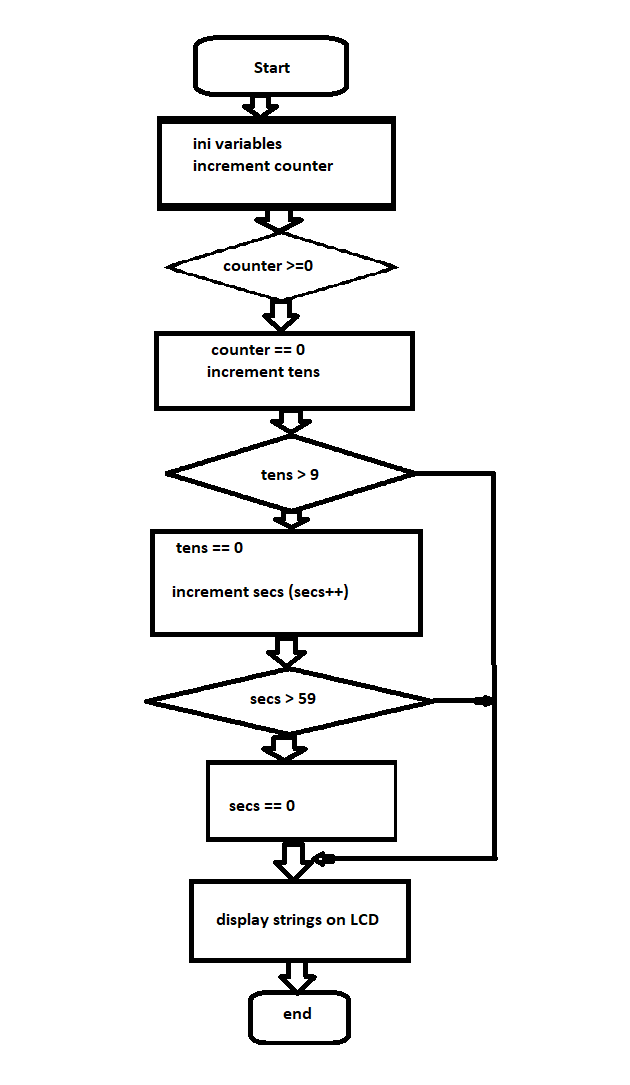 Start
ini variables
increment counter
counter >=0
counter == 0
increment tens
tens > 9
tens == 0
increment secs (secs++)
secs > 59
secs == 0
display strings on LCD
end